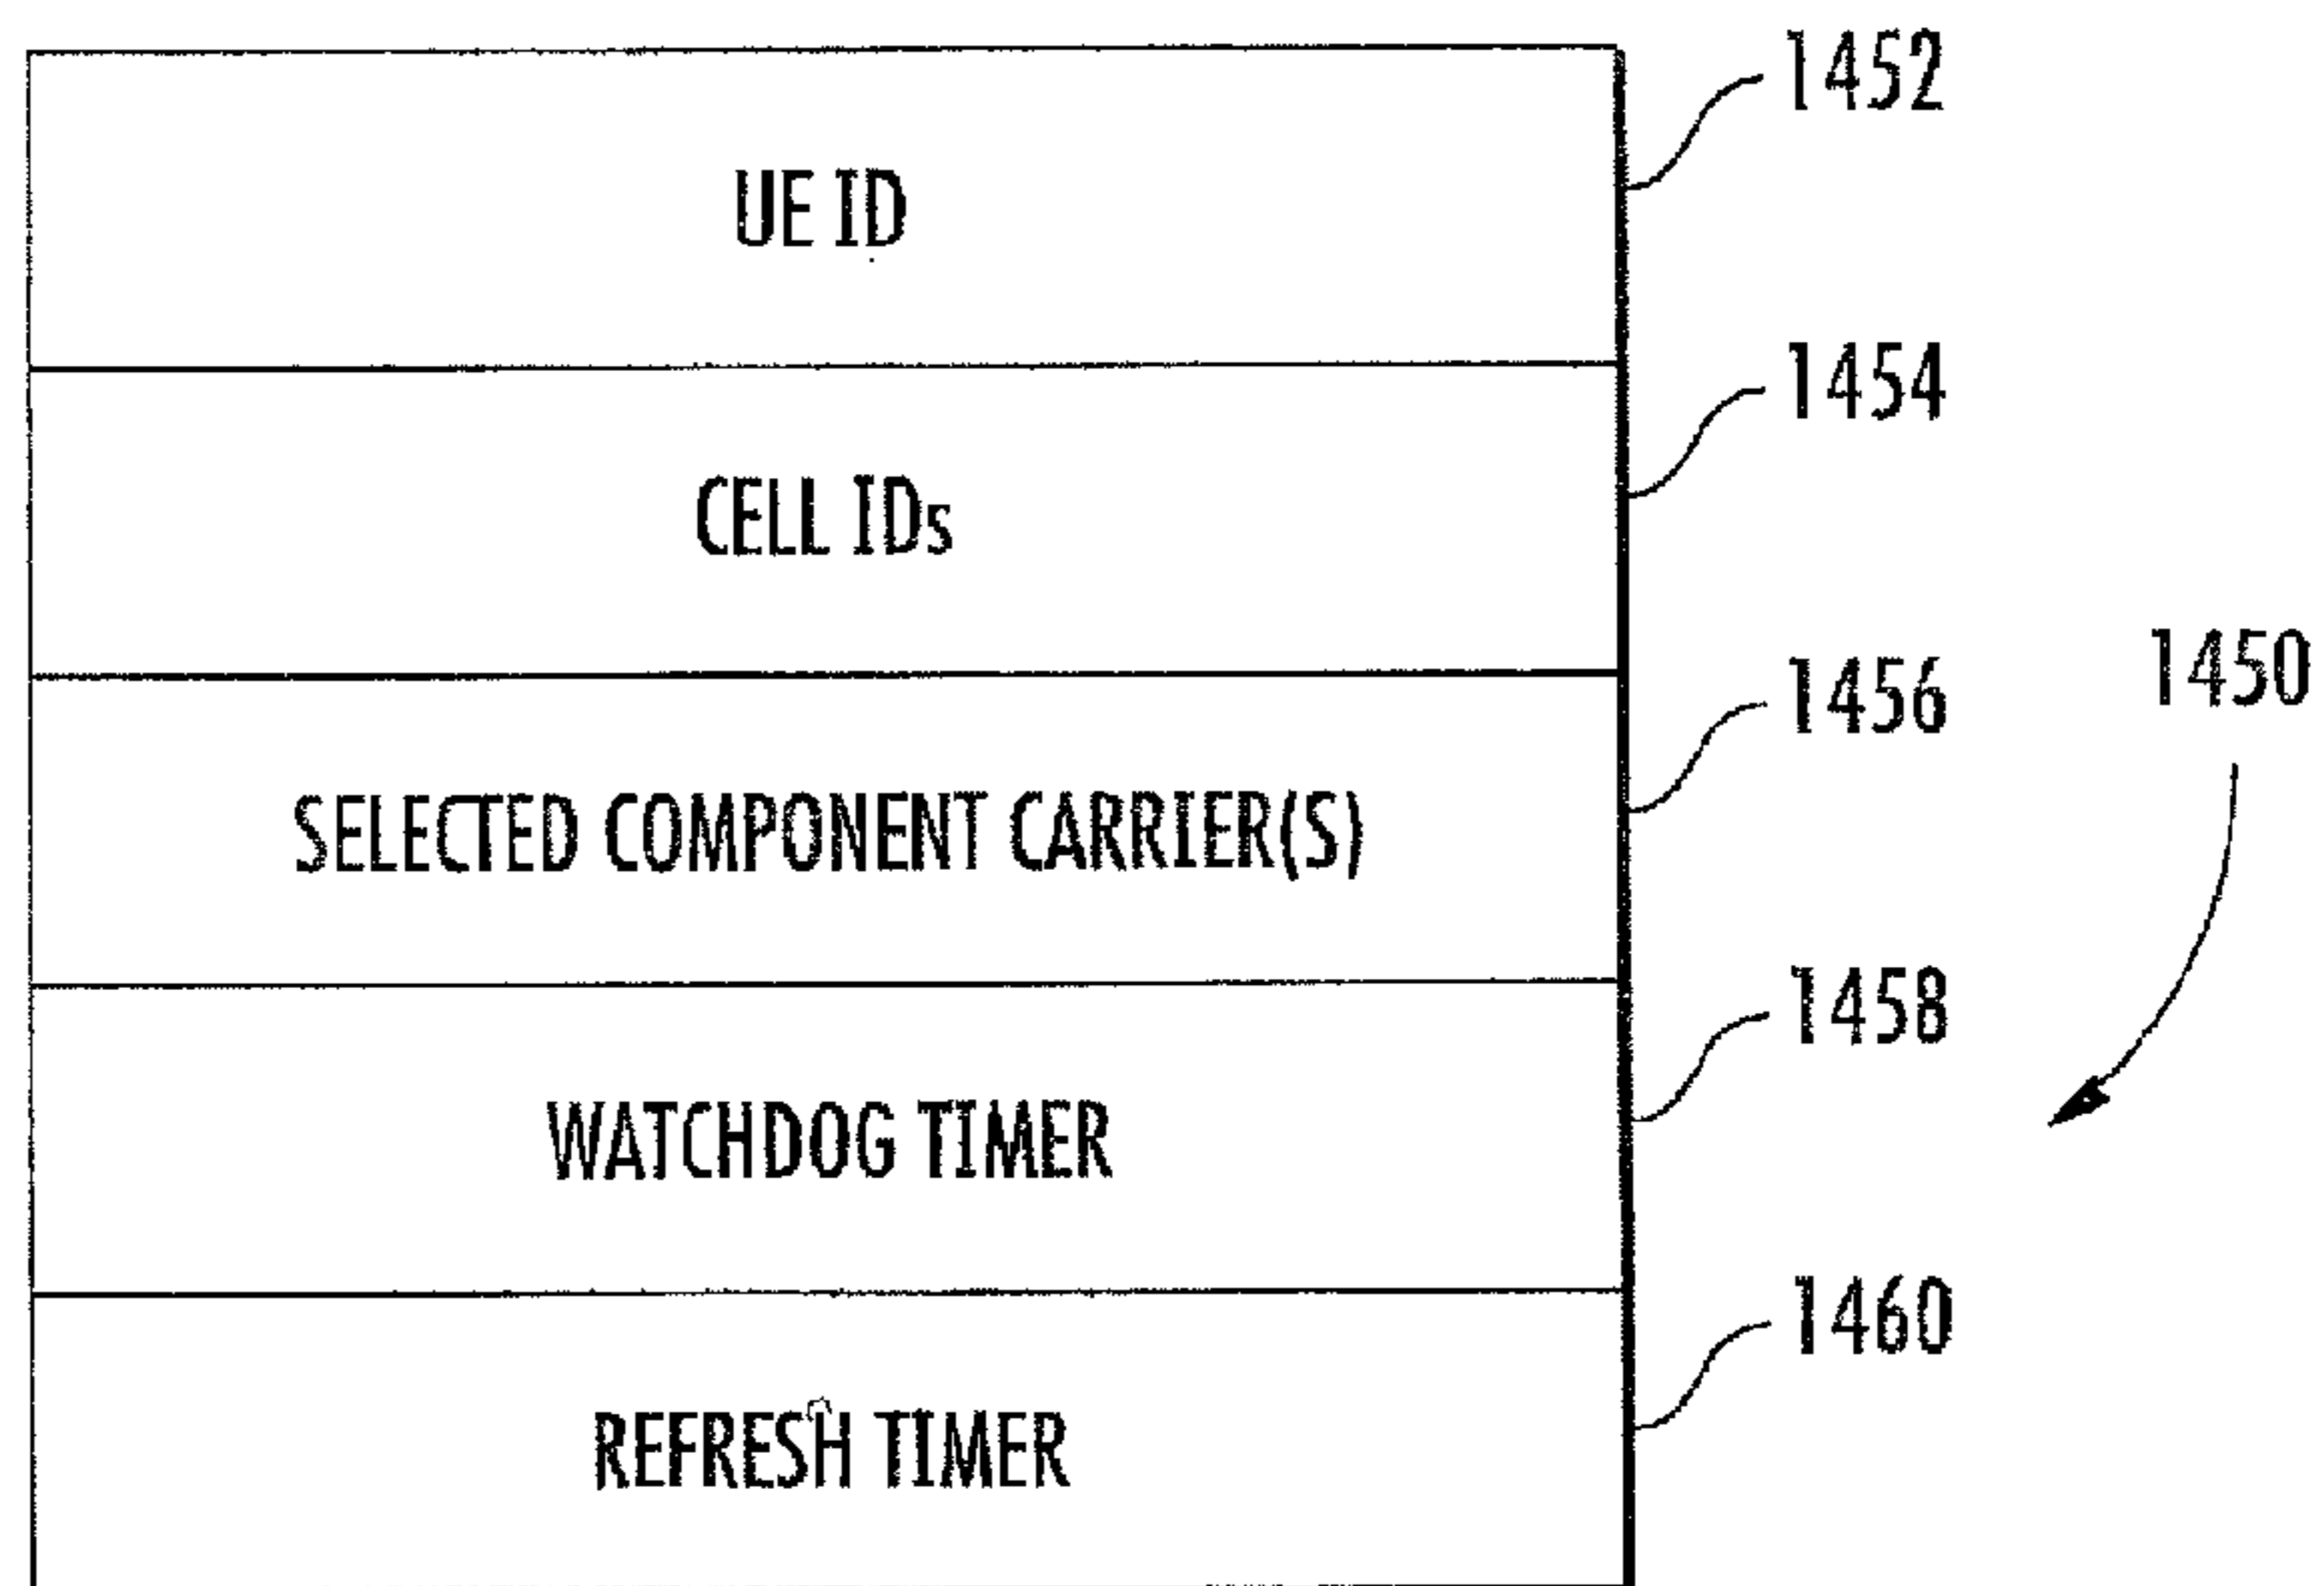 1452
UE ID
1454
CELL IDs
1456
1450
SELECTED COMPONENT CARRIER(S)
1458
WATCHDOG TIMER
1460
REFRESH TIMER